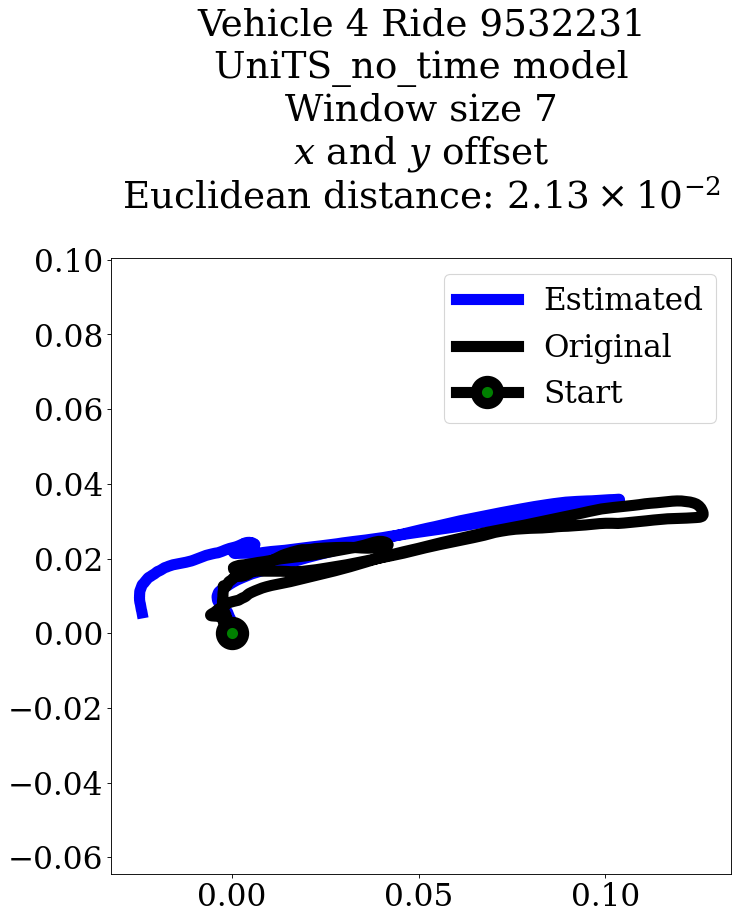 Vehicle 4 Ride 9532231
UniTS_no_time model
Window size 7
x and y offset
Euclidean distance: 2.13 × 10⁻²
Estimated
Original
Start
0.10
0.08
0.06
0.04
0.02
0.00
−0.02
−0.04
−0.06
0.00 0.05 0.10